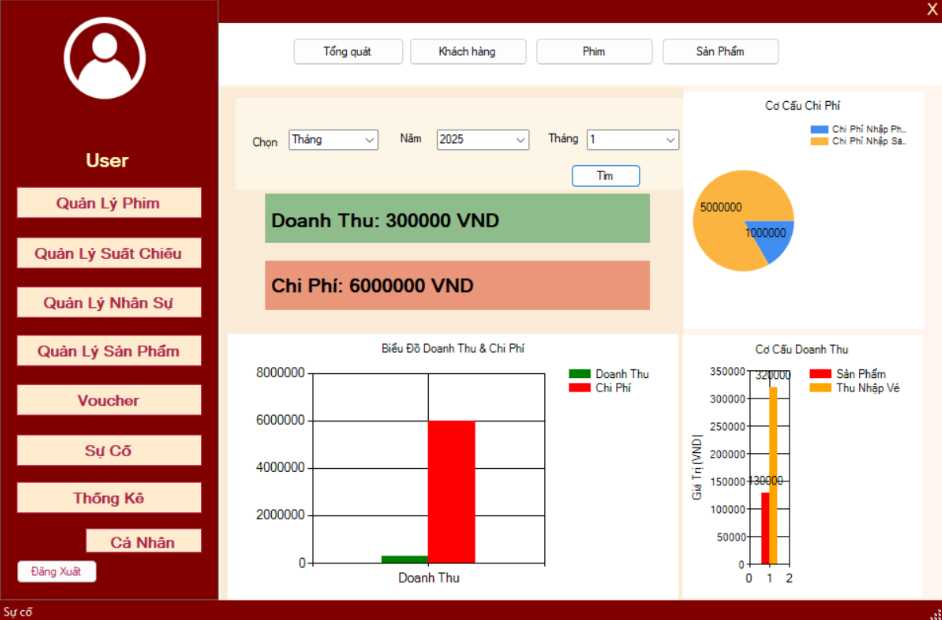 X
User
Quản Lý Phim
Quản Lý Suất Chiếu
Quản Lý Nhân Sự
Quản Lý Sản Phẩm
Voucher
Sự Cố
Thống Kê
Cá Nhân
Đăng Xuất
Sự cố
Tổng quát Khách hàng Phim Sản Phẩm
Chọn Tháng Năm 2025 Tháng 1
Tìm
Doanh Thu: 300000 VND
Chi Phí: 6000000 VND
Cơ Cấu Chi Phí
Chi Phí Nhập Ph...
Chi Phí Nhập Sả...
5000000
1000000
Biểu Đồ Doanh Thu & Chi Phí
Doanh Thu
Chi Phí
8000000
6000000
4000000
2000000
0
Doanh Thu
Cơ Cấu Doanh Thu
Sản Phẩm
Thu Nhập Vé
Giá Trị (VND)
350000
300000
250000
200000
150000
100000
50000
0
320000
130000
0 1 2